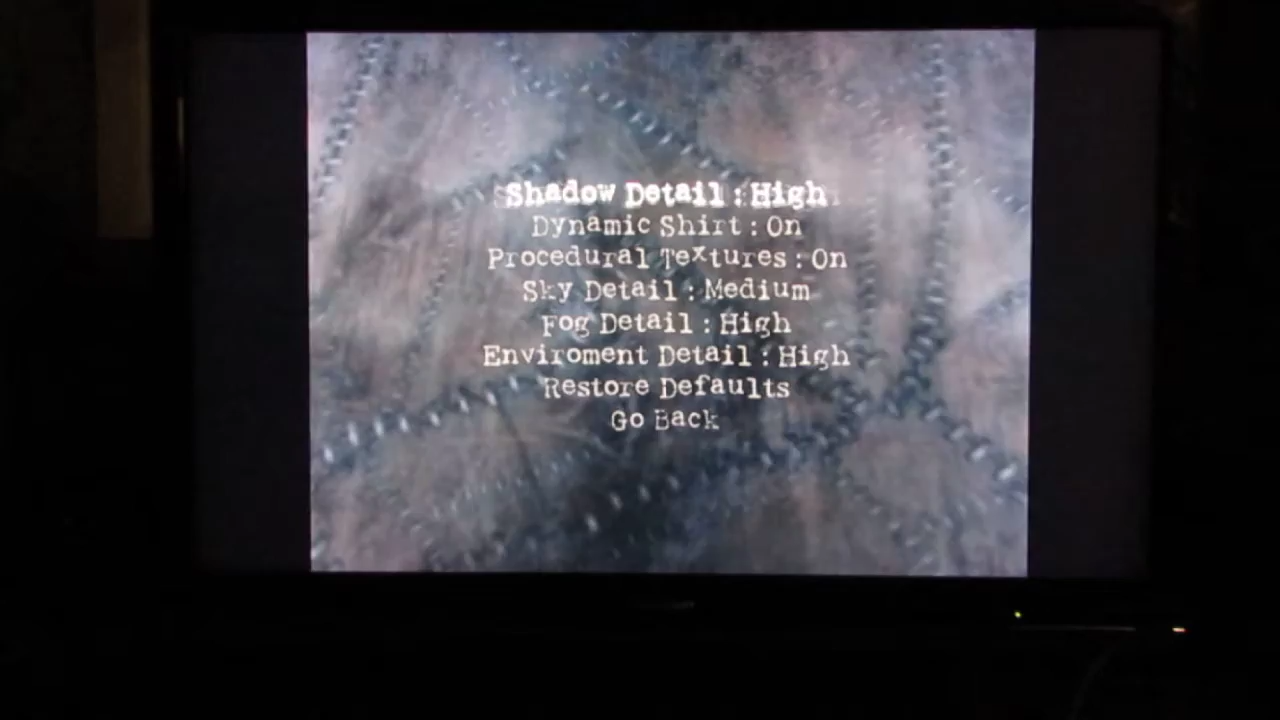 Shadow Detail : High
Dynamic Shirt : On
Procedural Textures : On
Sky Detail : Medium
Fog Detail : High
Enviroment Detail : High
Restore Defaults
Go Back